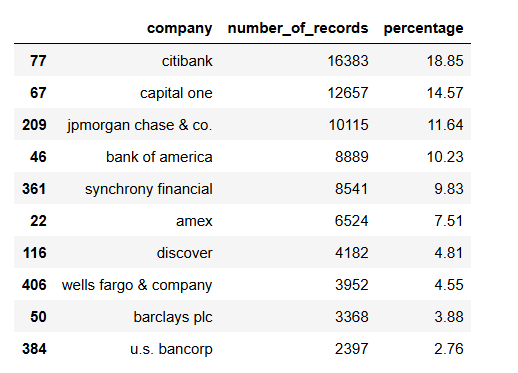 company number_of_records percentage
77 citibank 16383 18.85
67 capital one 12657 14.57
209 jpmorgan chase & co. 10115 11.64
46 bank of america 8889 10.23
361 synchrony financial 8541 9.83
22 amex 6524 7.51
116 discover 4182 4.81
406 wells fargo & company 3952 4.55
50 barclays plc 3368 3.88
384 u.s. bancorp 2397 2.76